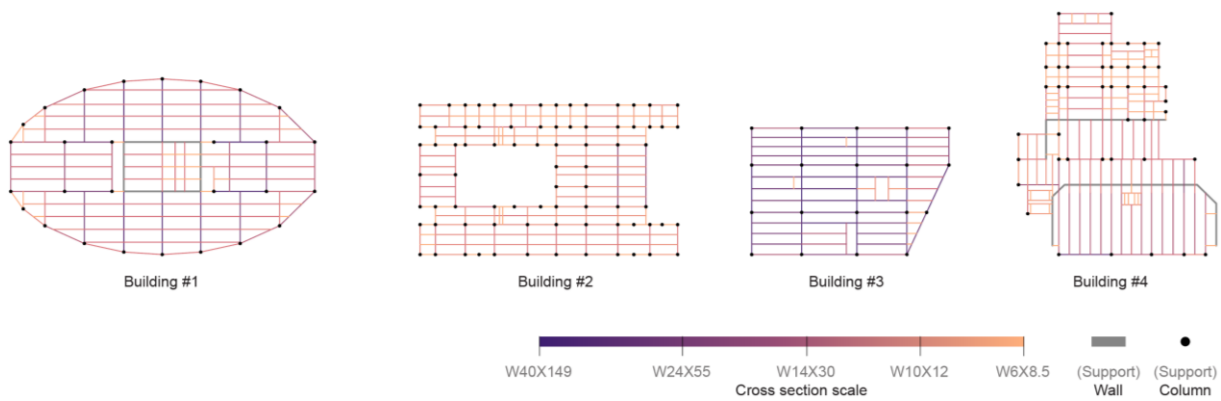 Building #1
Building #2
Building #3
Building #4
W40X149
W24X55
W14X30
W10X12
W6X8.5
Cross section scale
(Support)
Wall
(Support)
Column